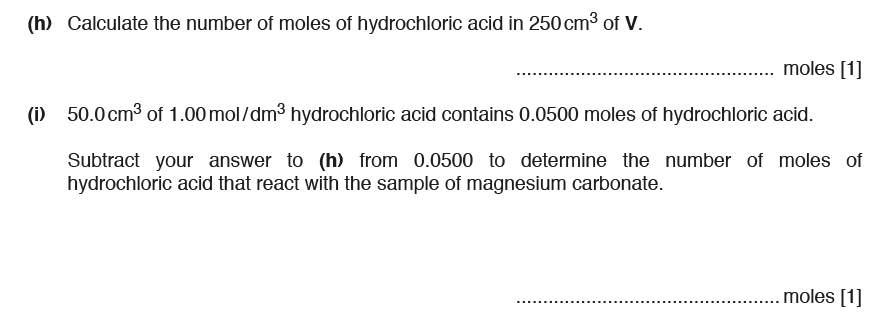 (h) Calculate the number of moles of hydrochloric acid in 250 cm³ of V.
................................................ moles [1]
(i) 50.0 cm³ of 1.00 mol/dm³ hydrochloric acid contains 0.0500 moles of hydrochloric acid.
Subtract your answer to (h) from 0.0500 to determine the number of moles of
hydrochloric acid that react with the sample of magnesium carbonate.
................................................ moles [1]